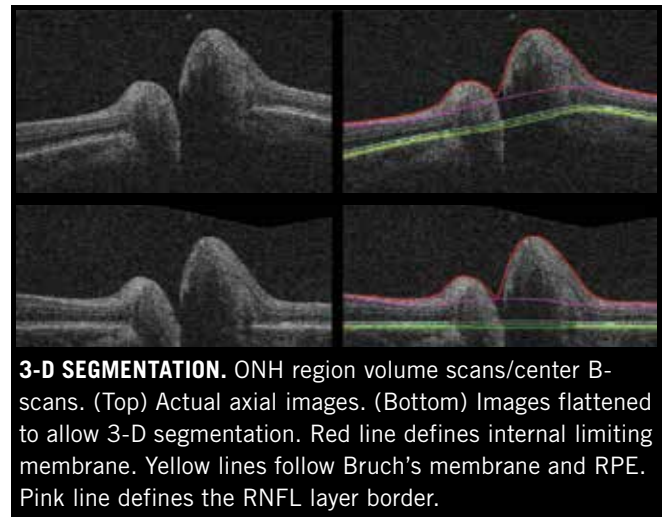 3-D SEGMENTATION. ONH region volume scans/center B-
scans. (Top) Actual axial images. (Bottom) Images flattened
to allow 3-D segmentation. Red line defines internal limiting
membrane. Yellow lines follow Bruch's membrane and RPE.
Pink line defines the RNFL layer border.